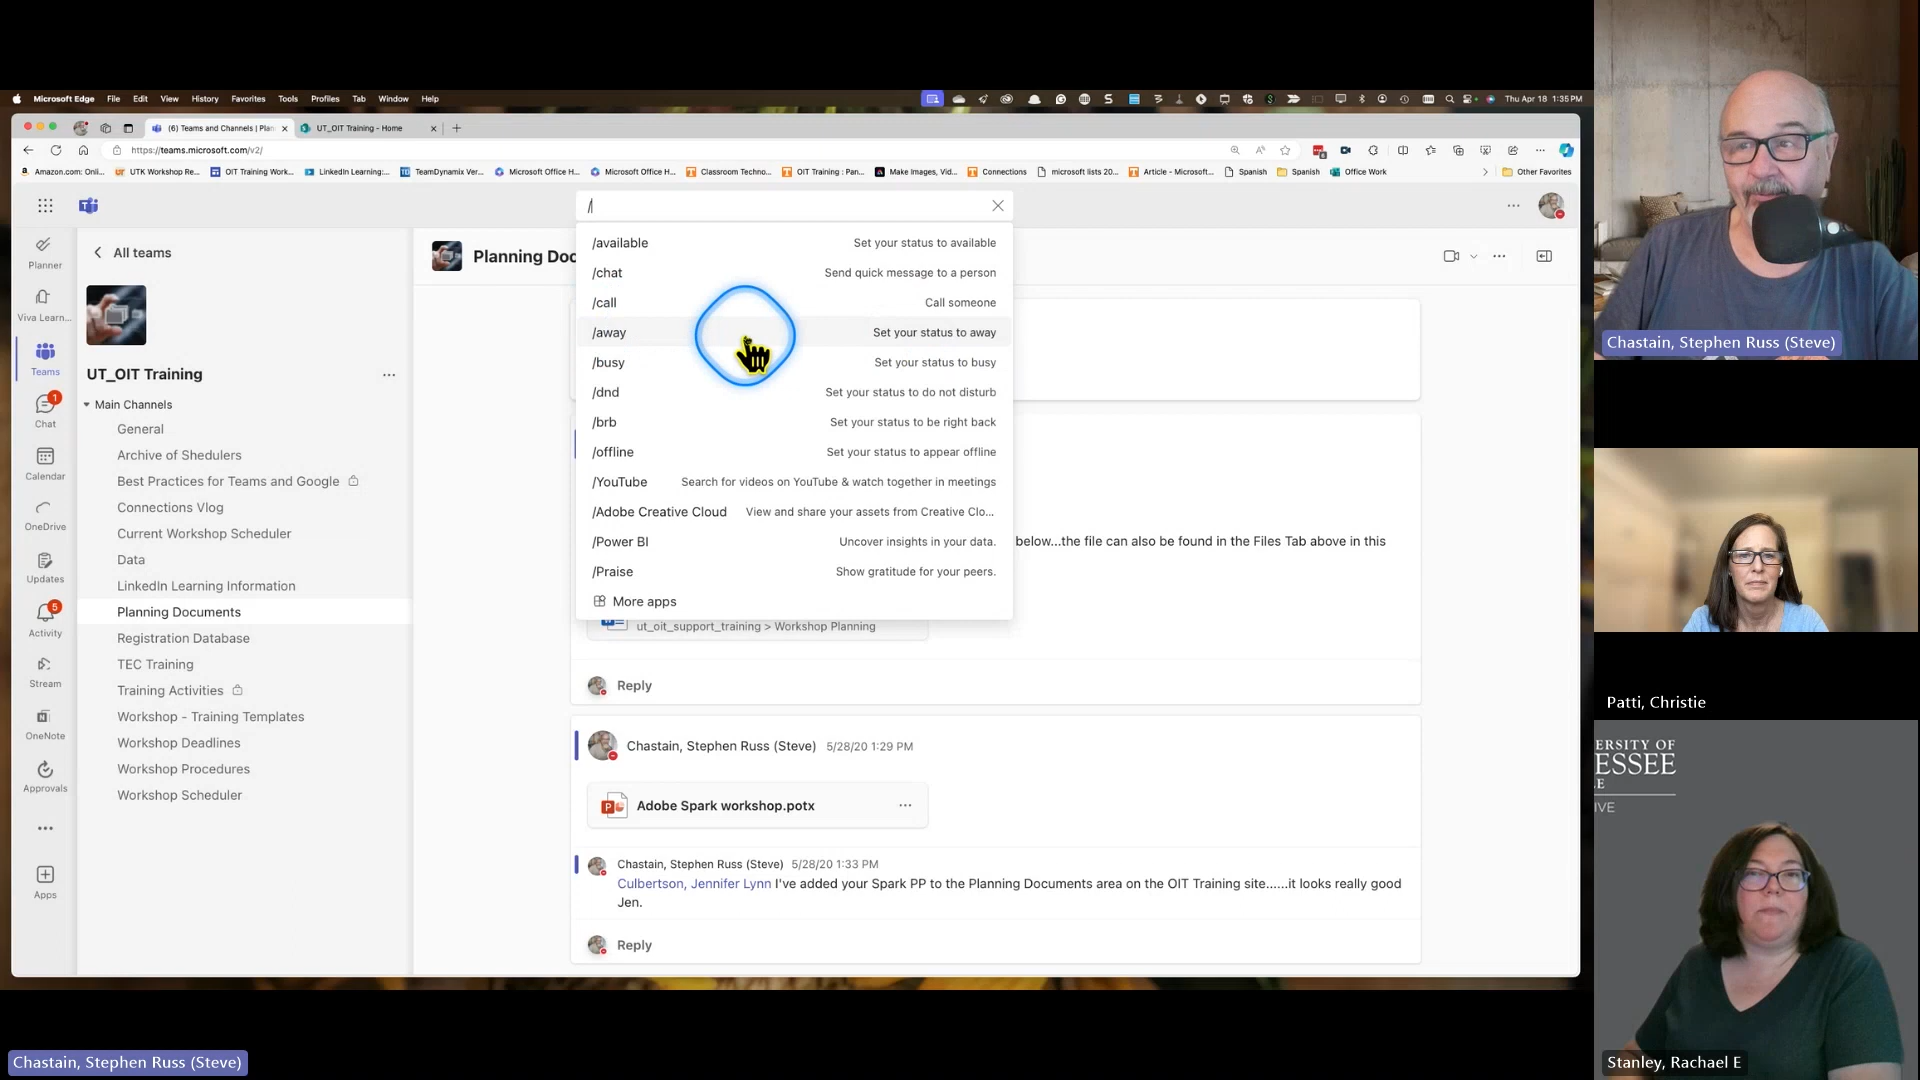 Microsoft Edge File Edit View History Favorites Tools Profiles Tab Window Help
Thu Apr 18 1:35 PM
(6) Teams and Channels | Plan
UT_OIT Training - Home
https://teams.microsoft.com/v2/
Amazon.com: Onli...
UTK Workshop Re...
OIT Training Work...
LinkedIn Learning:...
TeamDynamix Ver...
Microsoft Office H...
Microsoft Office H...
Classroom Techno...
OIT Training : Pan...
Make Images, Vid...
Connections
microsoft lists 20...
Article - Microsoft...
Spanish
Spanish
Office Work
Other Favorites
/
Planner
Viva Learn...
Teams
1
Chat
Calendar
OneDrive
Updates
5
Activity
Stream
OneNote
Approvals
Apps
All teams
UT_OIT Training
Main Channels
General
Archive of Shedulers
Best Practices for Teams and Google
Connections Vlog
Current Workshop Scheduler
Data
LinkedIn Learning Information
Planning Documents
Registration Database
TEC Training
Training Activities
Workshop - Training Templates
Workshop Deadlines
Workshop Procedures
Workshop Scheduler
Planning Doc
/available Set your status to available
/chat Send quick message to a person
/call Call someone
/away Set your status to away
/busy Set your status to busy
/dnd Set your status to do not disturb
/brb Set your status to be right back
/offline Set your status to appear offline
/YouTube Search for videos on YouTube & watch together in meetings
/Adobe Creative Cloud View and share your assets from Creative Clo...
/Power BI Uncover insights in your data.
/Praise Show gratitude for your peers.
More apps
below...the file can also be found in the Files Tab above in this
ut_oit_support_training > Workshop Planning
Reply
Chastain, Stephen Russ (Steve) 5/28/20 1:29 PM
Adobe Spark workshop.potx
Chastain, Stephen Russ (Steve) 5/28/20 1:33 PM
Culbertson, Jennifer Lynn I've added your Spark PP to the Planning Documents area on the OIT Training site......it looks really good
Jen.
Reply
Chastain, Stephen Russ (Steve)
Patti, Christie
ERSITY OF
ESSEE
LE
IVE
Stanley, Rachael E
Chastain, Stephen Russ (Steve)